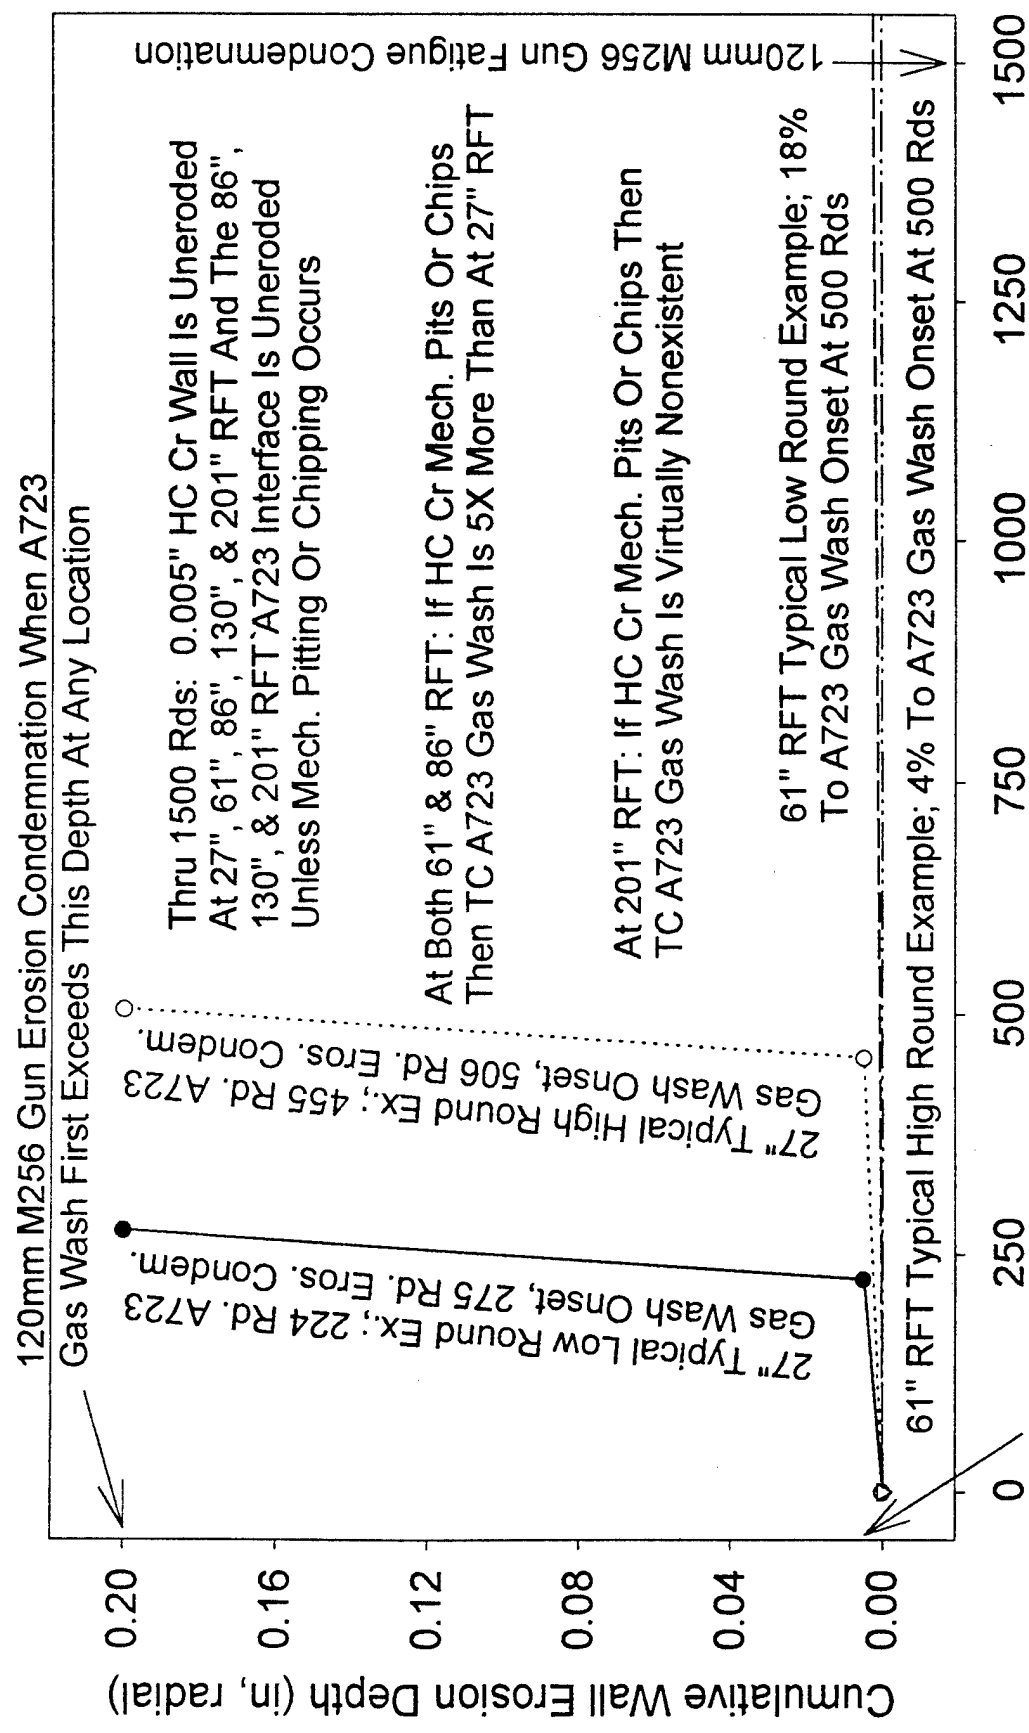 120mm M256 Gun Erosion Condemnation When A723
Gas Wash First Exceeds This Depth At Any Location
Thru 1500 Rds: 0.005" HC Cr Wall Is Uneroded
At 27", 61", 86", 130", & 201" RFT And The 86",
130", & 201" RFT A723 Interface Is Uneroded
Unless Mech. Pitting Or Chipping Occurs
At Both 61" & 86" RFT: If HC Cr Mech. Pits Or Chips
Then TC A723 Gas Wash Is 5X More Than At 27" RFT
At 201" RFT: If HC Cr Mech. Pits Or Chips Then
TC A723 Gas Wash Is Virtually Nonexistent
61" RFT Typical Low Round Example; 18%
To A723 Gas Wash Onset At 500 Rds
61" RFT Typical High Round Example; 4% To A723 Gas Wash Onset At 500 Rds
27" Typical Low Round Ex.; 224 Rd. A723
Gas Wash Onset, 275 Rd. Eros. Condem.
27" Typical High Round Ex.; 455 Rd. A723
Gas Wash Onset, 506 Rd. Eros. Condem.
120mm M256 Gun Fatigue Condemnation
Cumulative Wall Erosion Depth (in, radial)
0.20
0.16
0.12
0.08
0.04
0.00
0
250
500
750
1000
1250
1500